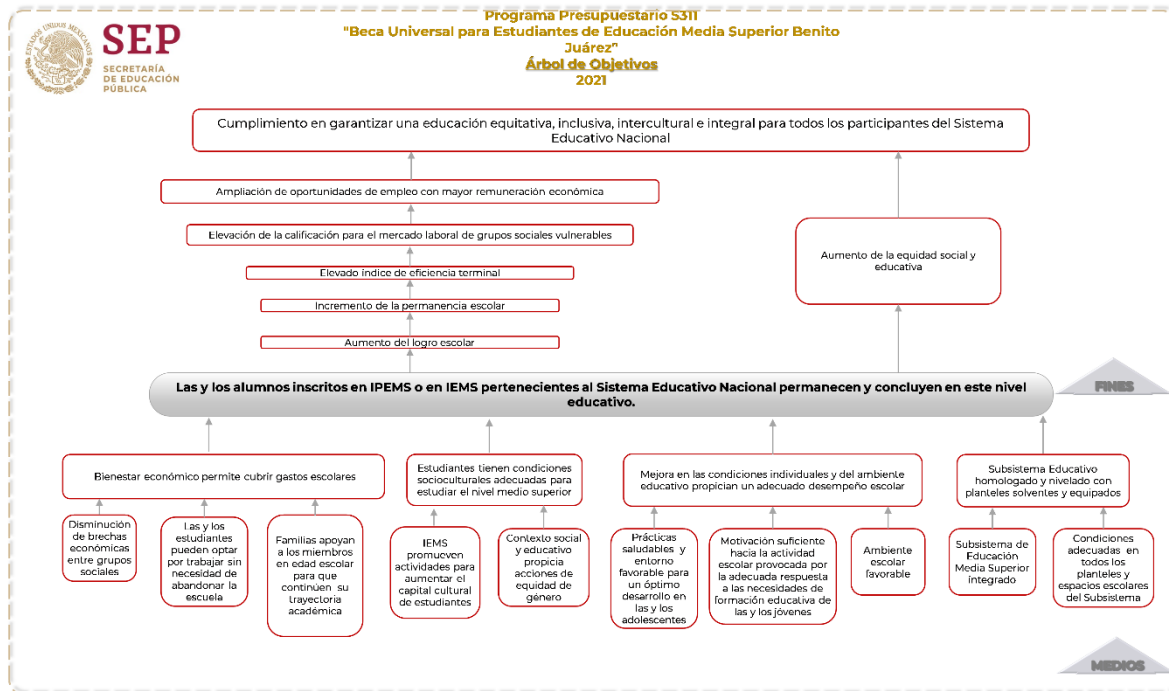 Programa Presupuestario S311
"Beca Universal para Estudiantes de Educación Media Superior Benito
Juárez"
Árbol de Objetivos
2021
ESTADOS UNIDOS MEXICANOS
SEP
SECRETARÍA
DE EDUCACIÓN
PÚBLICA
Cumplimiento en garantizar una educación equitativa, inclusiva, intercultural e integral para todos los participantes del Sistema
Educativo Nacional
Ampliación de oportunidades de empleo con mayor remuneración económica
Elevación de la calificación para el mercado laboral de grupos sociales vulnerables
Elevado índice de eficiencia terminal
Incremento de la permanencia escolar
Aumento del logro escolar
Aumento de la equidad social y
educativa
Las y los alumnos inscritos en IPEMS o en IEMS pertenecientes al Sistema Educativo Nacional permanecen y concluyen en este nivel
educativo.
FINES
Bienestar económico permite cubrir gastos escolares
Estudiantes tienen condiciones
socioculturales adecuadas para
estudiar el nivel medio superior
Mejora en las condiciones individuales y del ambiente
educativo propician un adecuado desempeño escolar
Subsistema Educativo
homologado y nivelado con
planteles solventes y equipados
Disminución
de brechas
económicas
entre grupos
sociales
Las y los
estudiantes
pueden optar
por trabajar sin
necesidad de
abandonar la
escuela
Familias apoyan
a los miembros
en edad escolar
para que
continúen su
trayectoria
académica
IEMS
promueven
actividades para
aumentar el
capital cultural
de estudiantes
Contexto social
y educativo
propicia
acciones de
equidad de
género
Prácticas
saludables y
entorno
favorable para
un óptimo
desarrollo en
las y los
adolescentes
Motivación suficiente
hacia la actividad
escolar provocada por
la adecuada respuesta
a las necesidades de
formación educativa de
las y los jóvenes
Ambiente
escolar
favorable
Subsistema de
Educación
Media Superior
integrado
Condiciones
adecuadas en
todos los
planteles y
espacios escolares
del Subsistema
MEDIOS